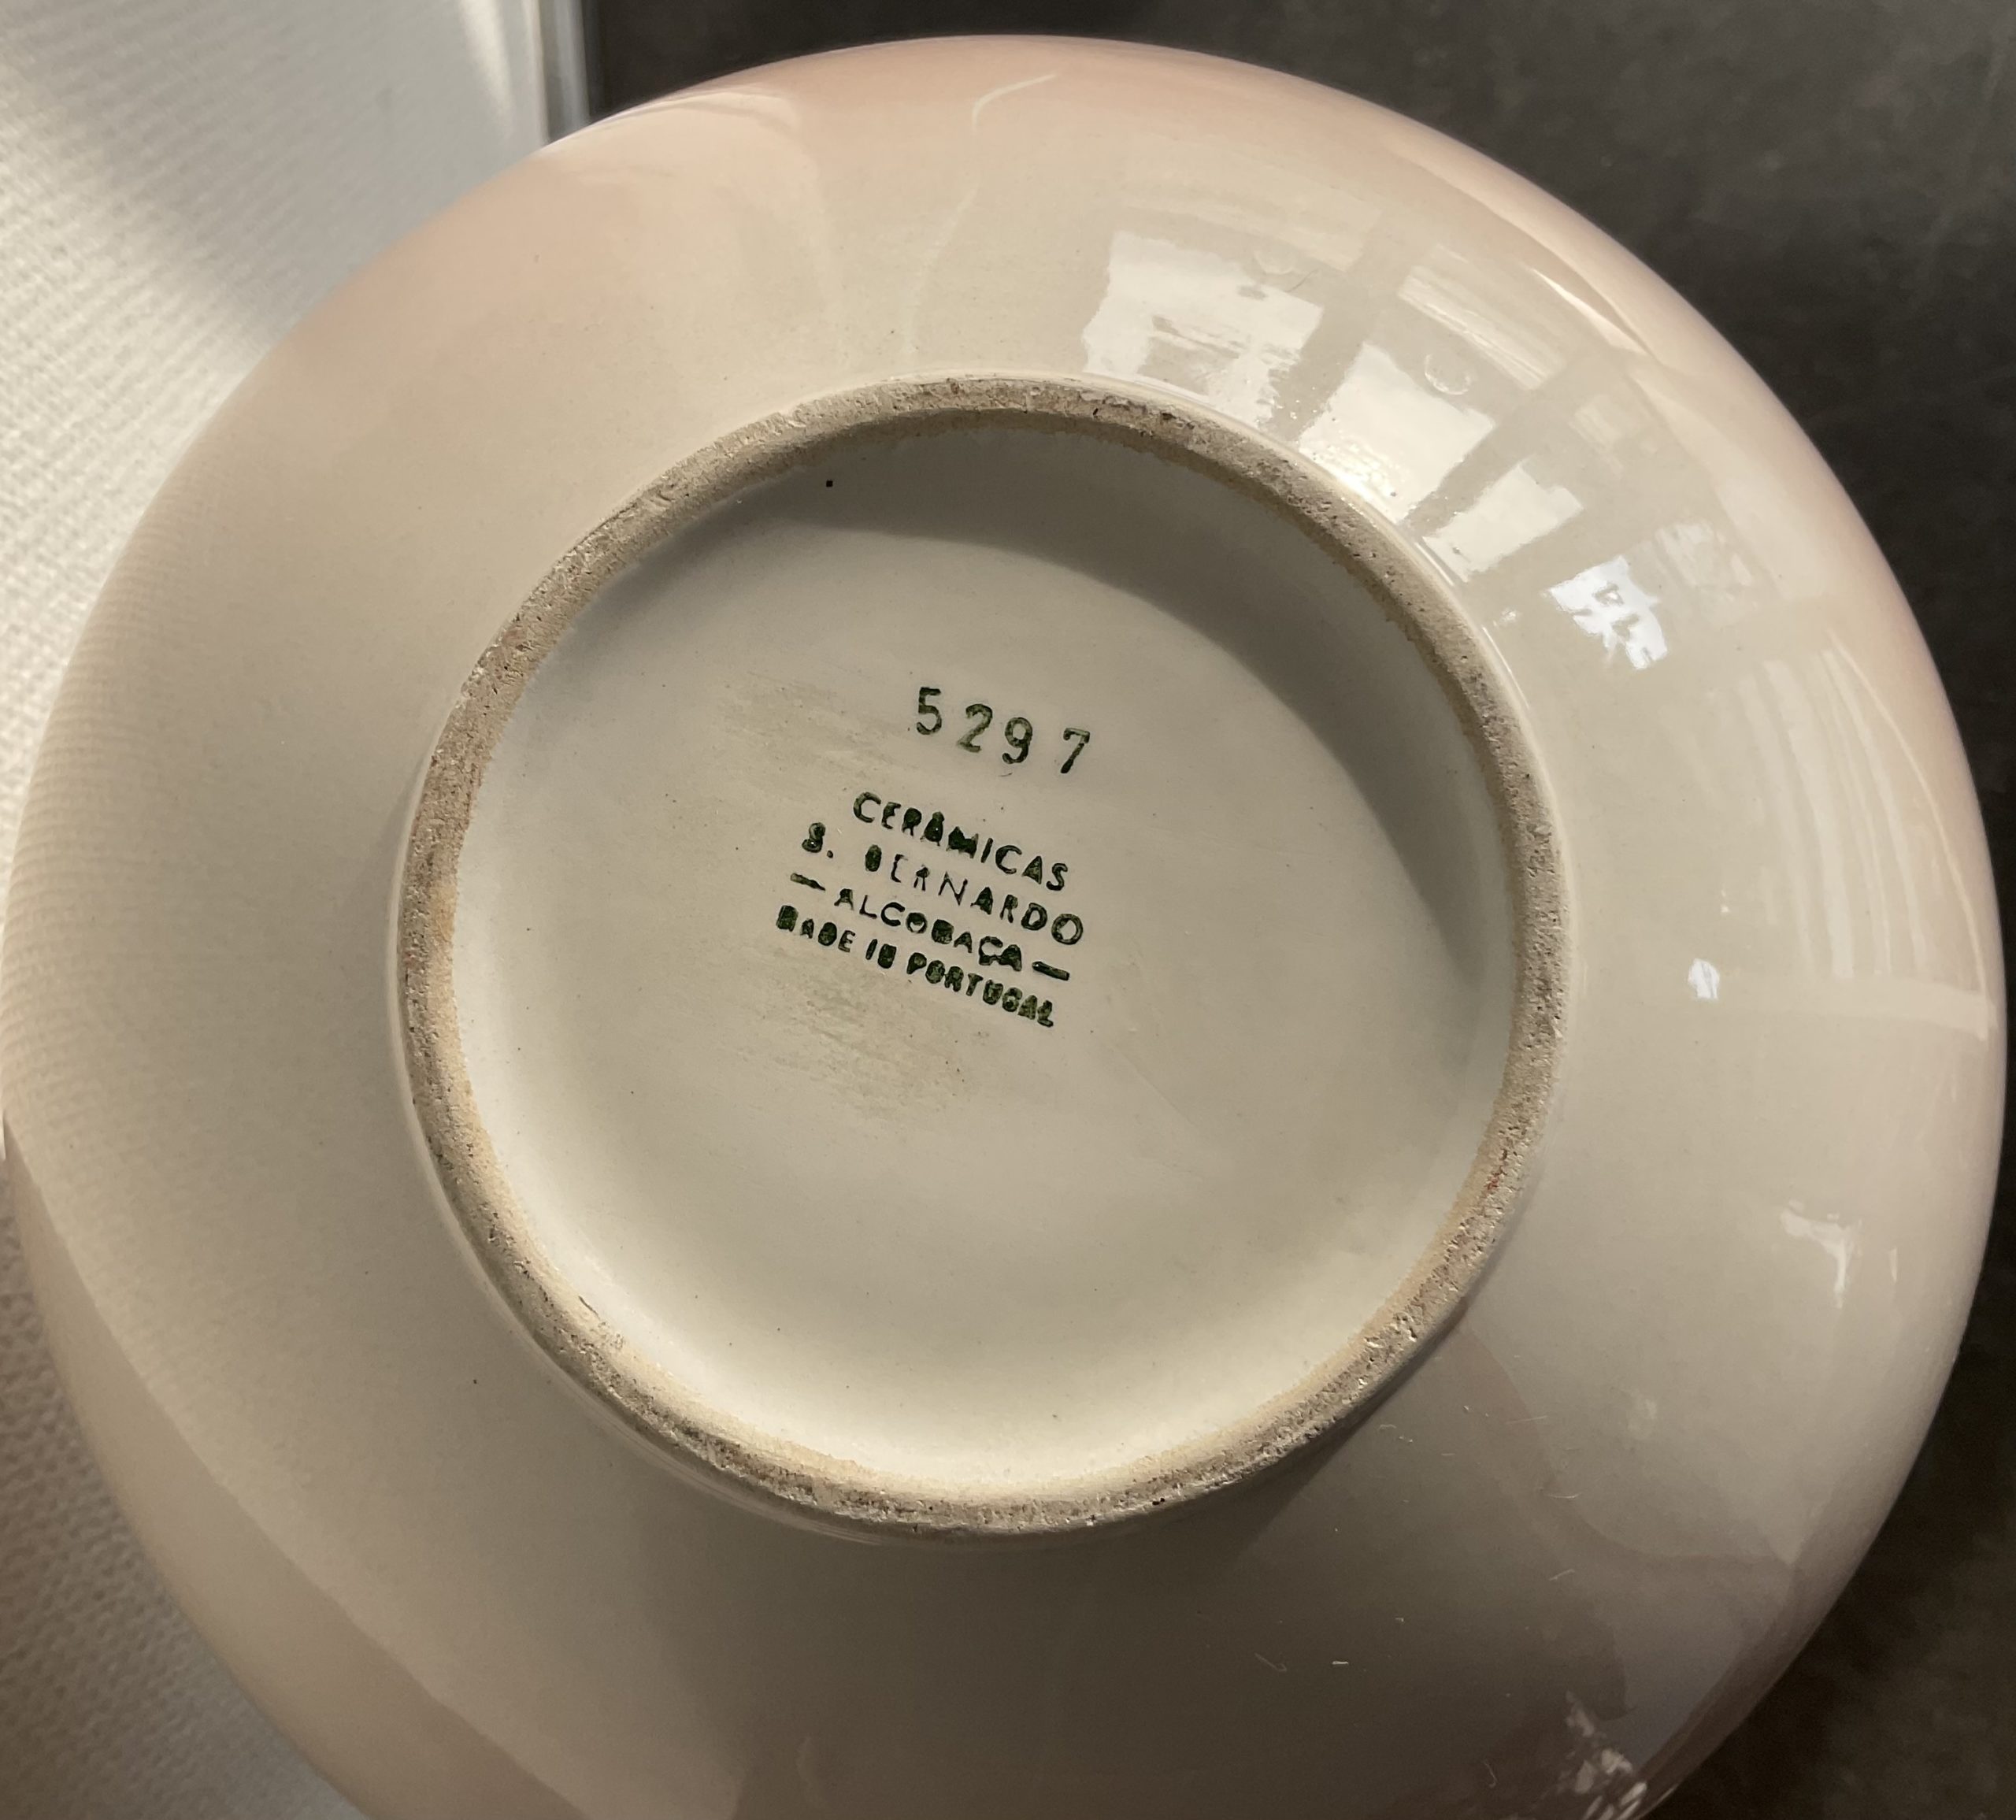 5297
CERÂMICAS
S. BERNARDO
— ALCOBAÇA —
MADE IN PORTUGAL